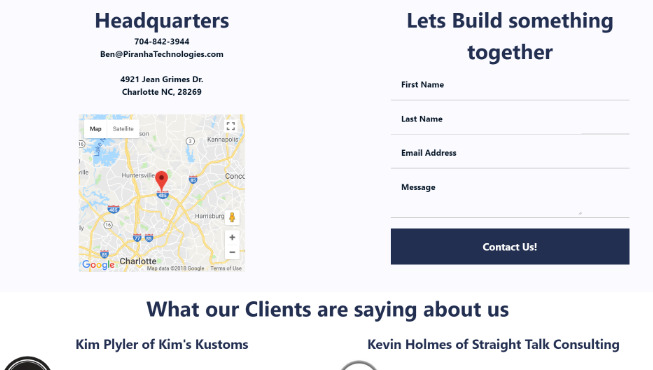 Headquarters
704-842-3944
Ben@PiranhaTechnologies.com
4921 Jean Grimes Dr.
Charlotte NC, 28269
Map
Satellite
son
Kannapolis
Huntersville
Conco
Harrisburg
Charlotte
Google
Map data ©2018 Google
Terms of Use
Lets Build something
together
First Name
Last Name
Email Address
Message
Contact Us!
What our Clients are saying about us
Kim Plyler of Kim's Kustoms
Kevin Holmes of Straight Talk Consulting